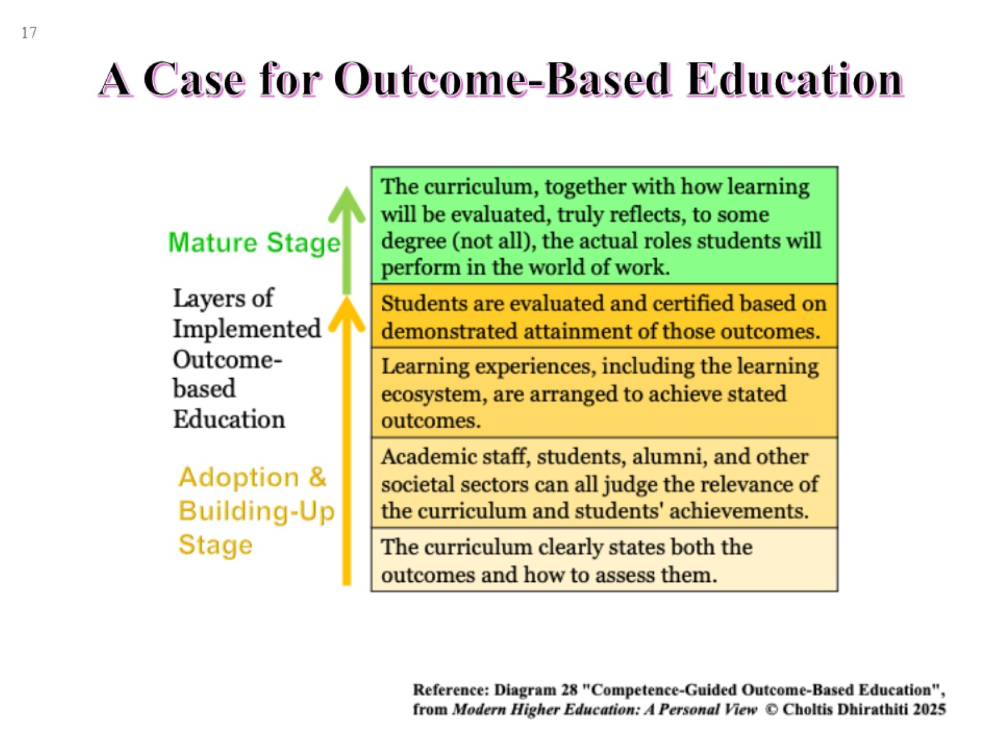 17
A Case for Outcome-Based Education
Mature Stage
Layers of
Implemented
Outcome-
based
Education
Adoption &
Building-Up
Stage
The curriculum, together with how learning
will be evaluated, truly reflects, to some
degree (not all), the actual roles students will
perform in the world of work.
Students are evaluated and certified based on
demonstrated attainment of those outcomes.
Learning experiences, including the learning
ecosystem, are arranged to achieve stated
outcomes.
Academic staff, students, alumni, and other
societal sectors can all judge the relevance of
the curriculum and students' achievements.
The curriculum clearly states both the
outcomes and how to assess them.
Reference: Diagram 28 "Competence-Guided Outcome-Based Education",
from Modern Higher Education: A Personal View © Choltis Dhirathiti 2025